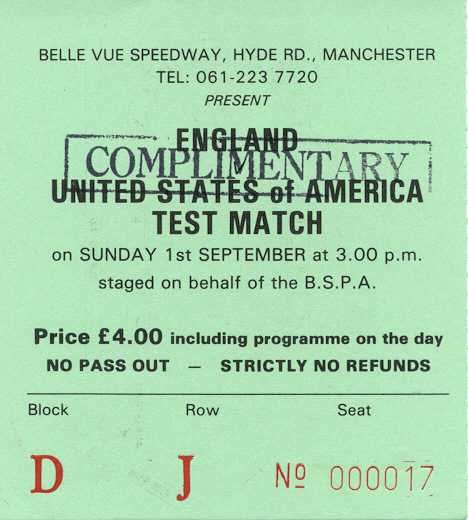 BELLE VUE SPEEDWAY, HYDE RD., MANCHESTER
TEL: 061-223 7720
PRESENT
ENGLAND
COMPLIMENTARY
UNITED STATES of AMERICA
TEST MATCH
on SUNDAY 1st SEPTEMBER at 3.00 p.m.
staged on behalf of the B.S.P.A.
Price £4.00 including programme on the day
NO PASS OUT — STRICTLY NO REFUNDS
Block Row Seat
D J Nº 000017